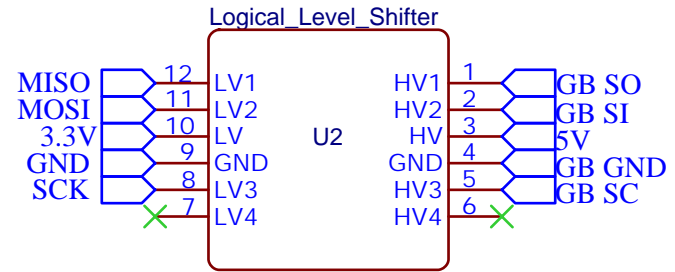 Logical_Level_Shifter
MISO 12 LV1 HV1 1 GB SO
MOSI 11 LV2 HV2 2 GB SI
3.3V 10 LV U2 HV 3 5V
GND 9 GND GND 4 GB GND
SCK 8 LV3 HV3 5 GB SC
7 LV4 HV4 6